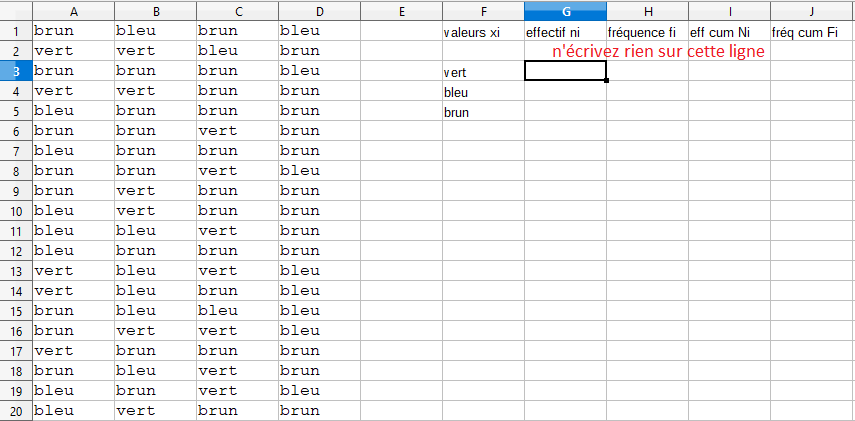 A B C D E F G H I J
1 brun bleu brun bleu valeurs xi effectif ni fréquence fi eff cum Ni fréq cum Fi
2 vert vert bleu brun n'écrivez rien sur cette ligne
3 brun brun brun bleu vert
4 vert vert brun brun bleu
5 bleu brun brun brun brun
6 brun brun vert brun
7 bleu brun brun brun
8 brun brun vert bleu
9 brun vert brun brun
10 bleu vert brun brun
11 bleu bleu vert brun
12 bleu brun brun brun
13 vert bleu vert bleu
14 vert bleu brun bleu
15 brun bleu bleu bleu
16 brun vert vert bleu
17 vert brun brun brun
18 brun bleu vert brun
19 bleu brun vert bleu
20 bleu vert brun brun